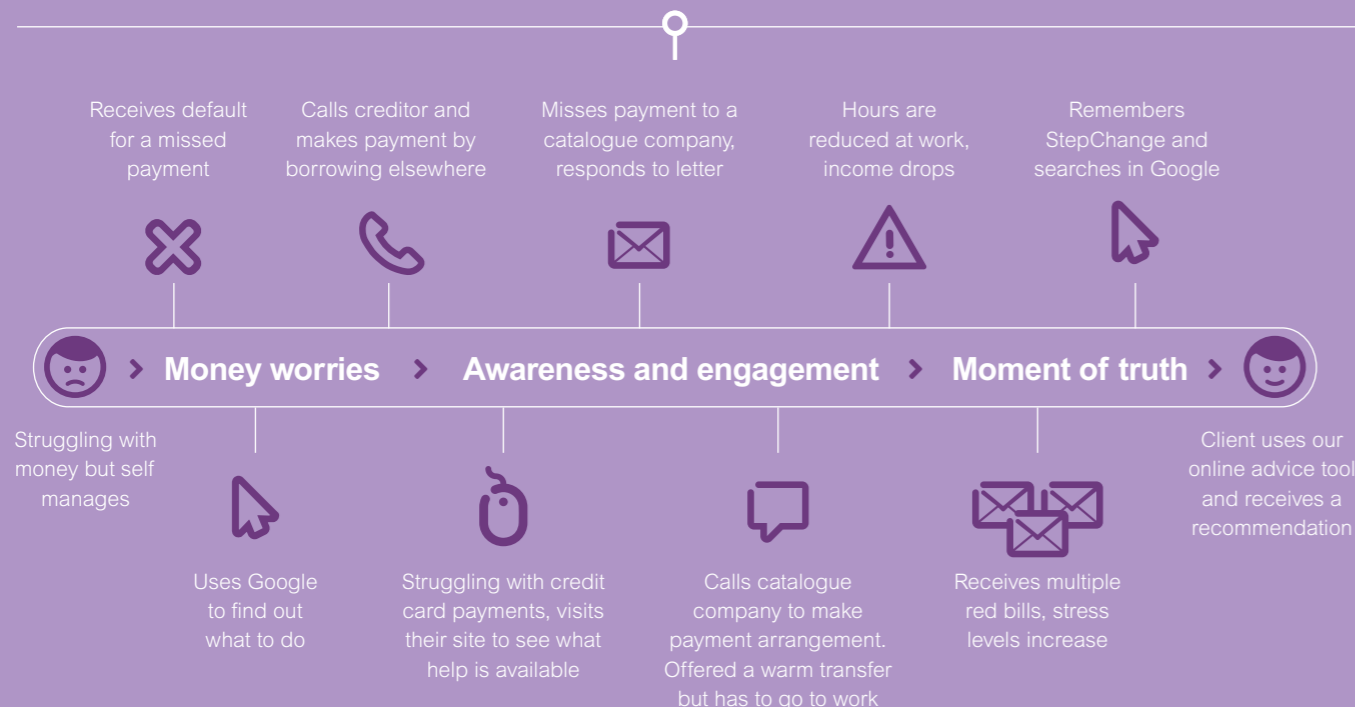 Receives default
for a missed
payment
Calls creditor and
makes payment by
borrowing elsewhere
Misses payment to a
catalogue company,
responds to letter
Hours are
reduced at work,
income drops
Remembers
StepChange and
searches in Google
Money worries
Awareness and engagement
Moment of truth
Struggling with
money but self
manages
Uses Google
to find out
what to do
Struggling with credit
card payments, visits
their site to see what
help is available
Calls catalogue
company to make
payment arrangement.
Offered a warm transfer
but has to go to work
Receives multiple
red bills, stress
levels increase
Client uses our
online advice tool
and receives a
recommendation